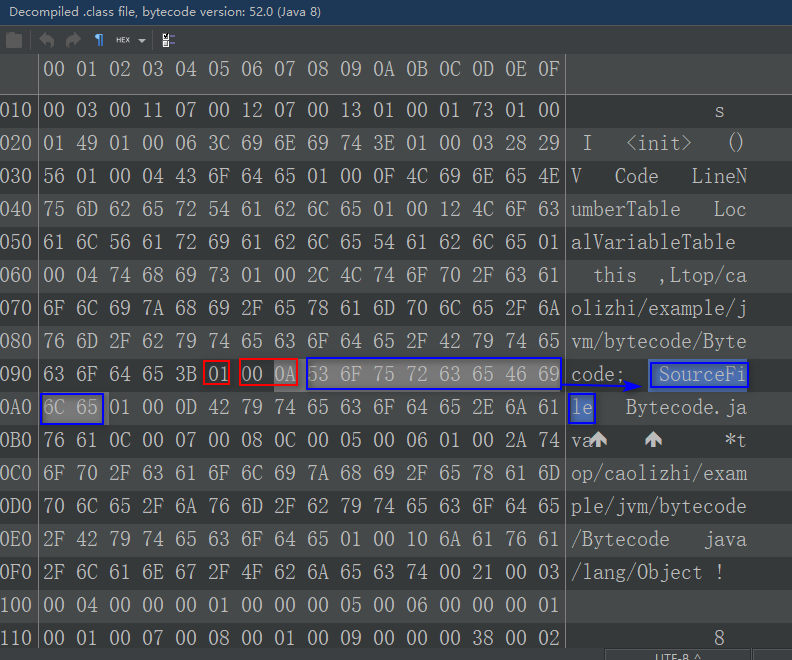 Decompiled .class file, bytecode version: 52.0 (Java 8)
HEX
00 01 02 03 04 05 06 07 08 09 0A 0B 0C 0D 0E 0F
010 00 03 00 11 07 00 12 07 00 13 01 00 01 73 01 00 s
020 01 49 01 00 06 3C 69 6E 69 74 3E 01 00 03 28 29 I <init> ()
030 56 01 00 04 43 6F 64 65 01 00 0F 4C 69 6E 65 4E V Code LineN
040 75 6D 62 65 72 54 61 62 6C 65 01 00 12 4C 6F 63 umberTable Loc
050 61 6C 56 61 72 69 61 62 6C 65 54 61 62 6C 65 01 alVariableTable
060 00 04 74 68 69 73 01 00 2C 4C 74 6F 70 2F 63 61 this ,Ltop/ca
070 6F 6C 69 7A 68 69 2F 65 78 61 6D 70 6C 65 2F 6A olizhi/example/j
080 76 6D 2F 62 79 74 65 63 6F 64 65 2F 42 79 74 65 vm/bytecode/Byte
090 63 6F 64 65 3B 01 00 0A 53 6F 75 72 63 65 46 69 code; SourceFi
0A0 6C 65 01 00 0D 42 79 74 65 63 6F 64 65 2E 6A 61 le Bytecode.ja
0B0 76 61 0C 00 07 00 08 0C 00 05 00 06 01 00 2A 74 va *t
0C0 6F 70 2F 63 61 6F 6C 69 7A 68 69 2F 65 78 61 6D op/caolizhi/exam
0D0 70 6C 65 2F 6A 76 6D 2F 62 79 74 65 63 6F 64 65 ple/jvm/bytecode
0E0 2F 42 79 74 65 63 6F 64 65 01 00 10 6A 61 76 61 /Bytecode java
0F0 2F 6C 61 6E 67 2F 4F 62 6A 65 63 74 00 21 00 03 /lang/Object !
100 00 04 00 00 00 01 00 00 00 05 00 06 00 00 00 01
110 00 01 00 07 00 08 00 01 00 09 00 00 00 38 00 02 8
UTF-8